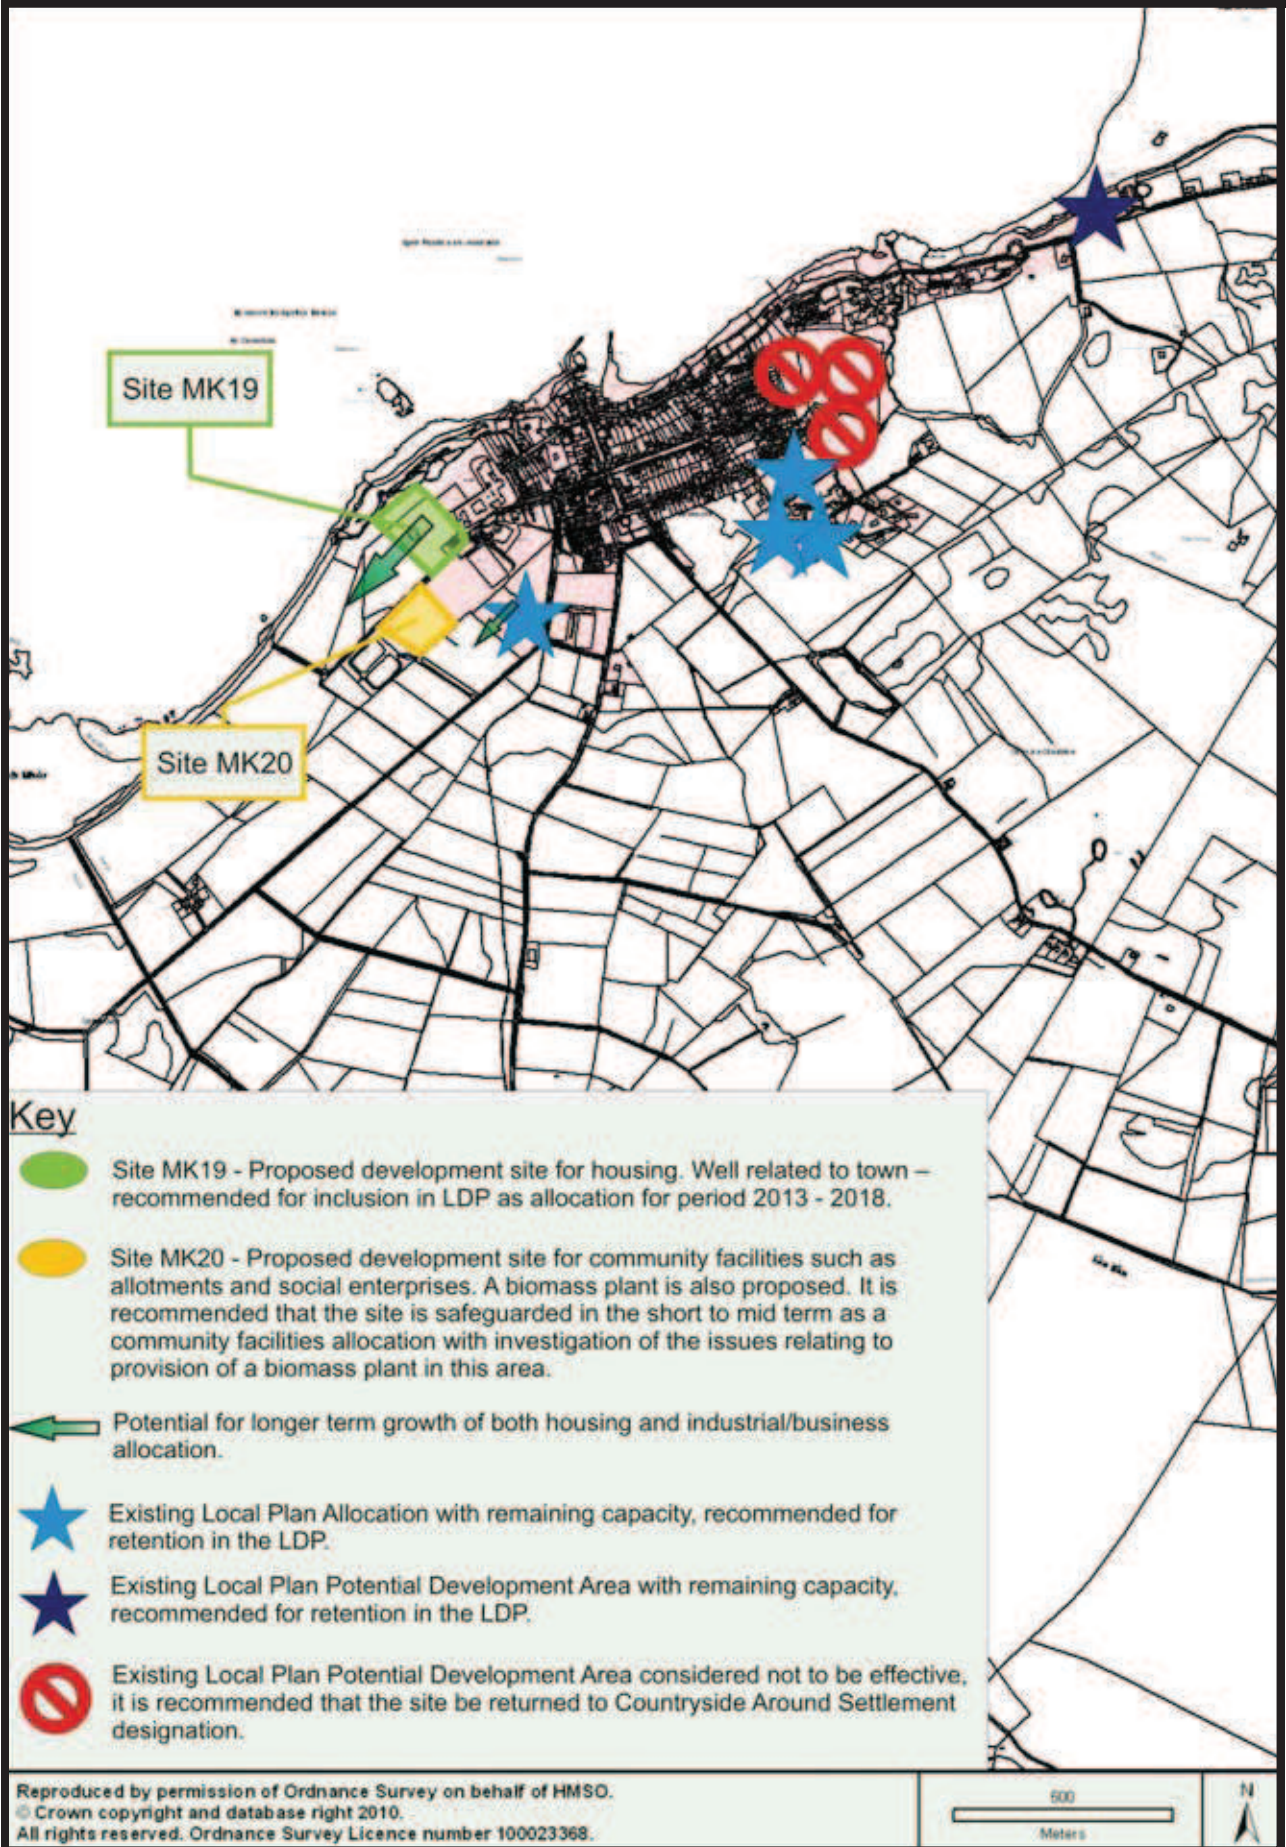 Site MK19
Site MK20
Key
Site MK19 - Proposed development site for housing. Well related to town –
recommended for inclusion in LDP as allocation for period 2013 - 2018.
Site MK20 - Proposed development site for community facilities such as
allotments and social enterprises. A biomass plant is also proposed. It is
recommended that the site is safeguarded in the short to mid term as a
community facilities allocation with investigation of the issues relating to
provision of a biomass plant in this area.
Potential for longer term growth of both housing and industrial/business
allocation.
Existing Local Plan Allocation with remaining capacity, recommended for
retention in the LDP.
Existing Local Plan Potential Development Area with remaining capacity,
recommended for retention in the LDP.
Existing Local Plan Potential Development Area considered not to be effective,
it is recommended that the site be returned to Countryside Around Settlement
designation.
Reproduced by permission of Ordnance Survey on behalf of HMSO.
© Crown copyright and database right 2010.
All rights reserved. Ordnance Survey Licence number 100023368.
600
Meters
N